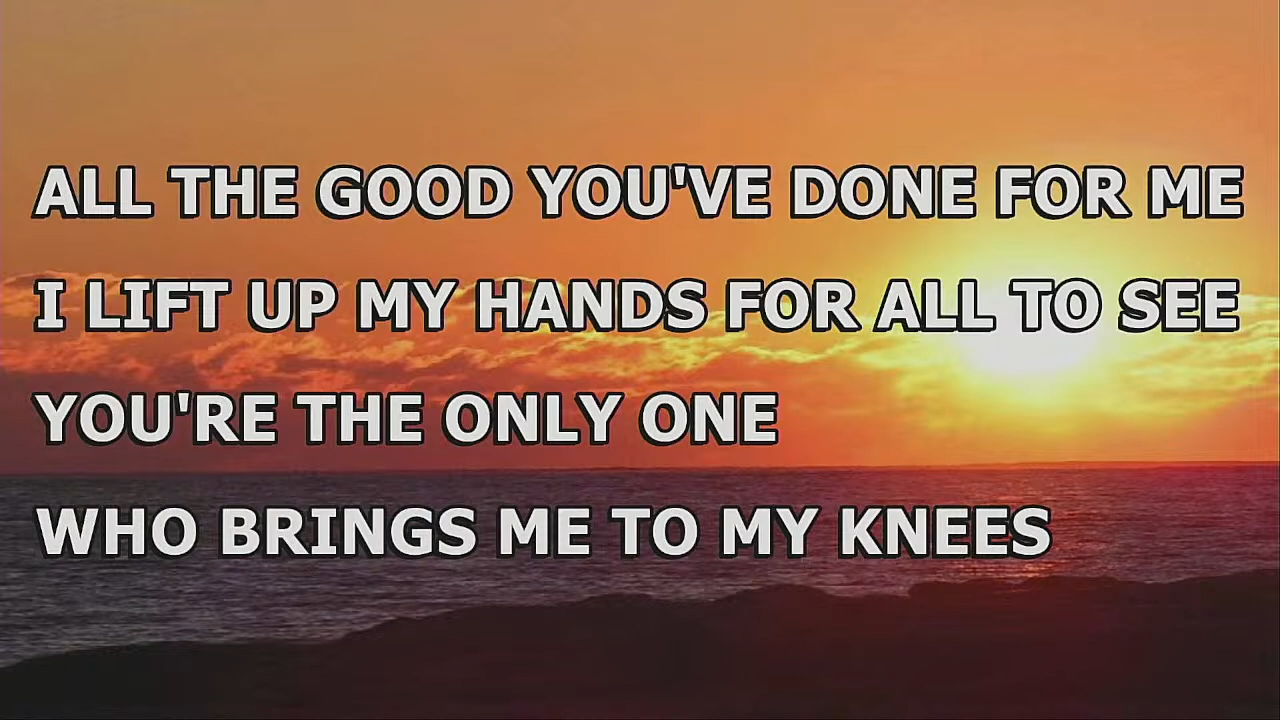 ALL THE GOOD YOU'VE DONE FOR ME
I LIFT UP MY HANDS FOR ALL TO SEE
YOU'RE THE ONLY ONE
WHO BRINGS ME TO MY KNEES